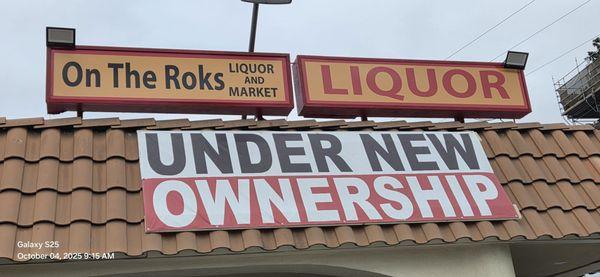 On The Roks
LIQUOR
AND
MARKET
LIQUOR
UNDER NEW
OWNERSHIP
Galaxy S25
October 04, 2025 9:15 AM